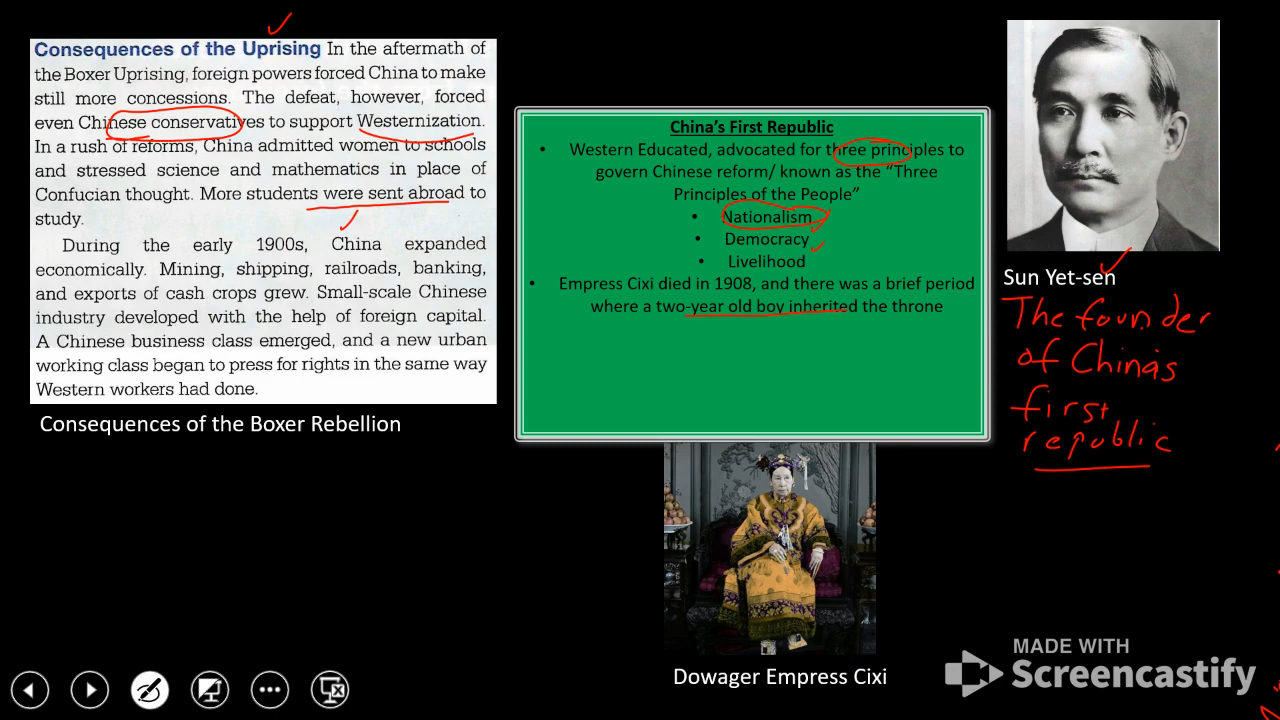 Consequences of the Uprising In the aftermath of
the Boxer Uprising, foreign powers forced China to make
still more concessions. The defeat, however, forced
even Chinese conservatives to support Westernization.
In a rush of reforms, China admitted women to schools
and stressed science and mathematics in place of
Confucian thought. More students were sent abroad to
study.
During the early 1900s, China expanded
economically. Mining, shipping, railroads, banking,
and exports of cash crops grew. Small-scale Chinese
industry developed with the help of foreign capital.
A Chinese business class emerged, and a new urban
working class began to press for rights in the same way
Western workers had done.
Consequences of the Boxer Rebellion
China's First Republic
• Western Educated, advocated for three principles to
govern Chinese reform/ known as the “Three
Principles of the People”
• Nationalism
• Democracy
• Livelihood
• Empress Cixi died in 1908, and there was a brief period
where a two-year old boy inherited the throne
Dowager Empress Cixi
Sun Yet-sen
The founder
of China's
first
republic
MADE WITH
Screencastify